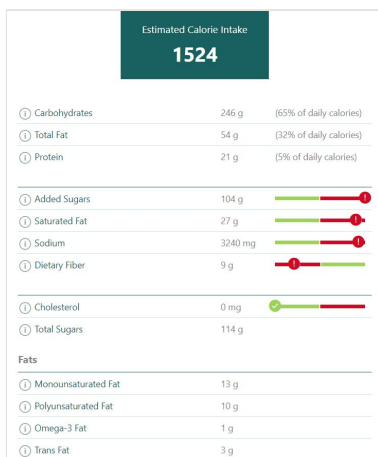 Estimated Calorie Intake
1524
Carbohydrates 246 g (65% of daily calories)
Total Fat 54 g (32% of daily calories)
Protein 21 g (5% of daily calories)
Added Sugars 104 g
Saturated Fat 27 g
Sodium 3240 mg
Dietary Fiber 9 g
Cholesterol 0 mg
Total Sugars 114 g
Fats
Monounsaturated Fat 13 g
Polyunsaturated Fat 10 g
Omega-3 Fat 1 g
Trans Fat 3 g